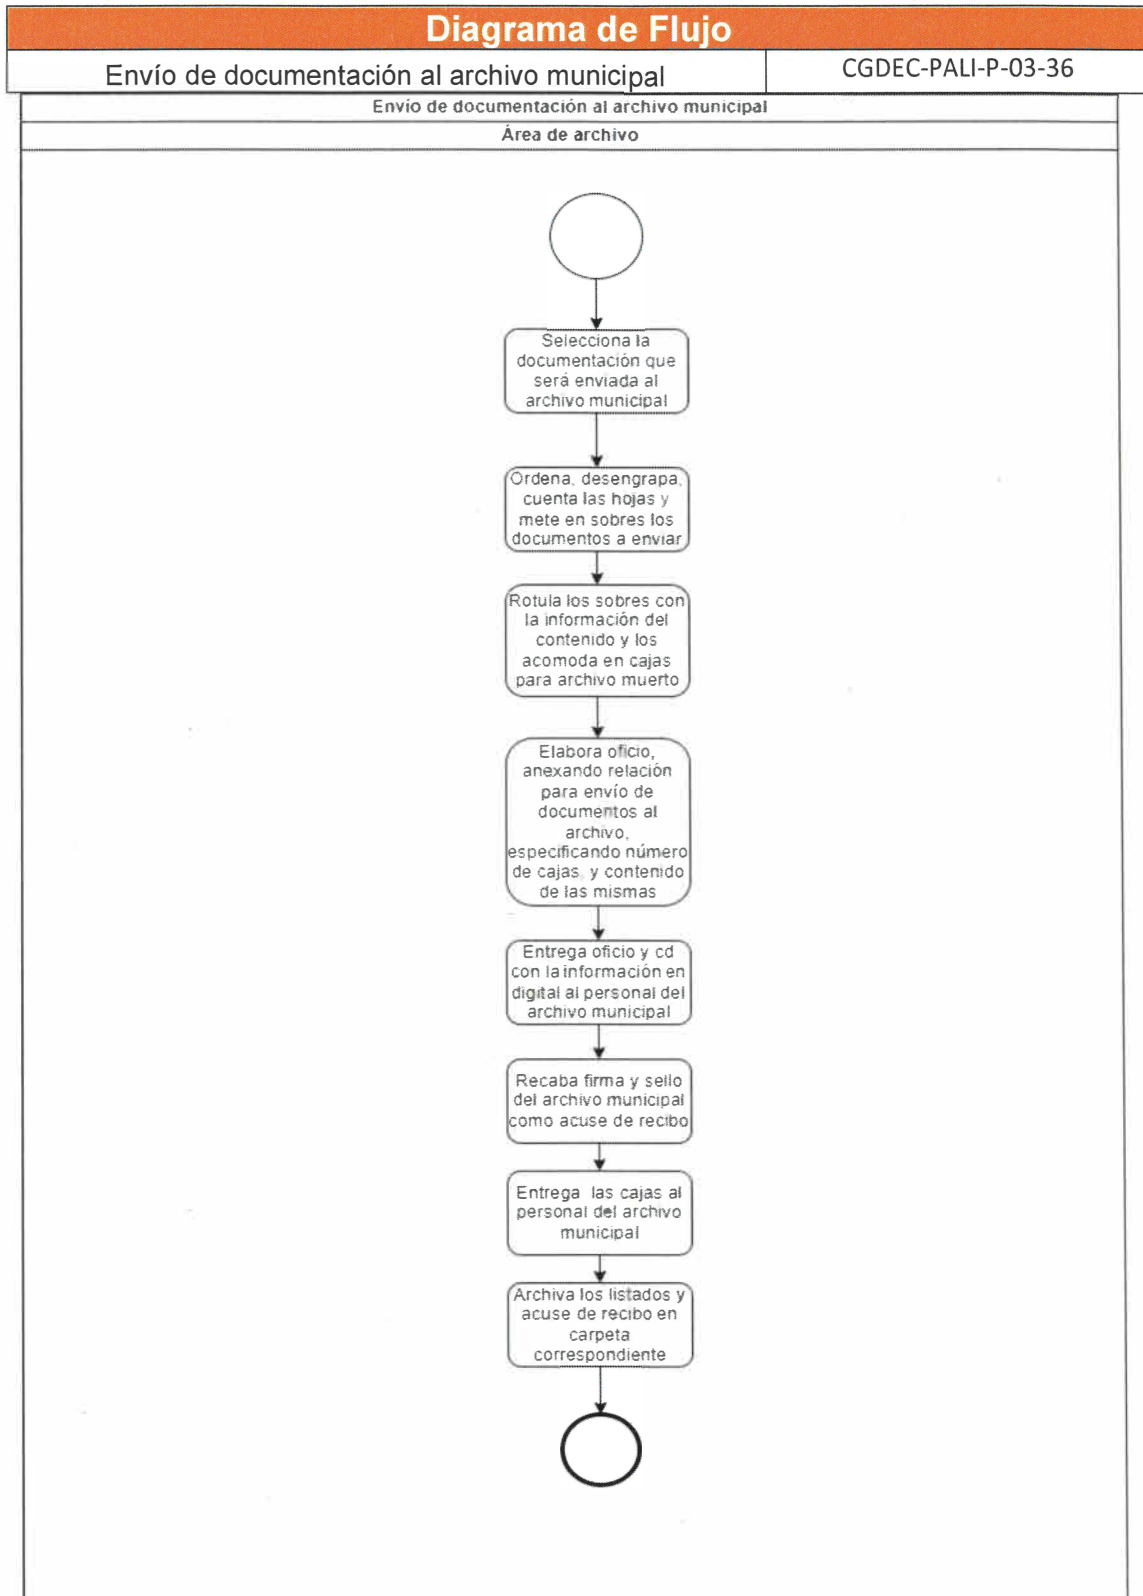 Diagrama de Flujo
Envío de documentación al archivo municipal
CGDEC-PALI-P-03-36
Envío de documentación al archivo municipal
Área de archivo
Selecciona la
documentación que
será enviada al
archivo municipal
Ordena, desengrapa,
cuenta las hojas y
mete en sobres los
documentos a enviar
Rotula los sobres con
la información del
contenido y los
acomoda en cajas
para archivo muerto
Elabora oficio,
anexando relación
para envío de
documentos al
archivo,
especificando número
de cajas, y contenido
de las mismas
Entrega oficio y cd
con la información en
digital al personal del
archivo municipal
Recaba firma y sello
del archivo municipal
como acuse de recibo
Entrega las cajas al
personal del archivo
municipal
Archiva los listados y
acuse de recibo en
carpeta
correspondiente